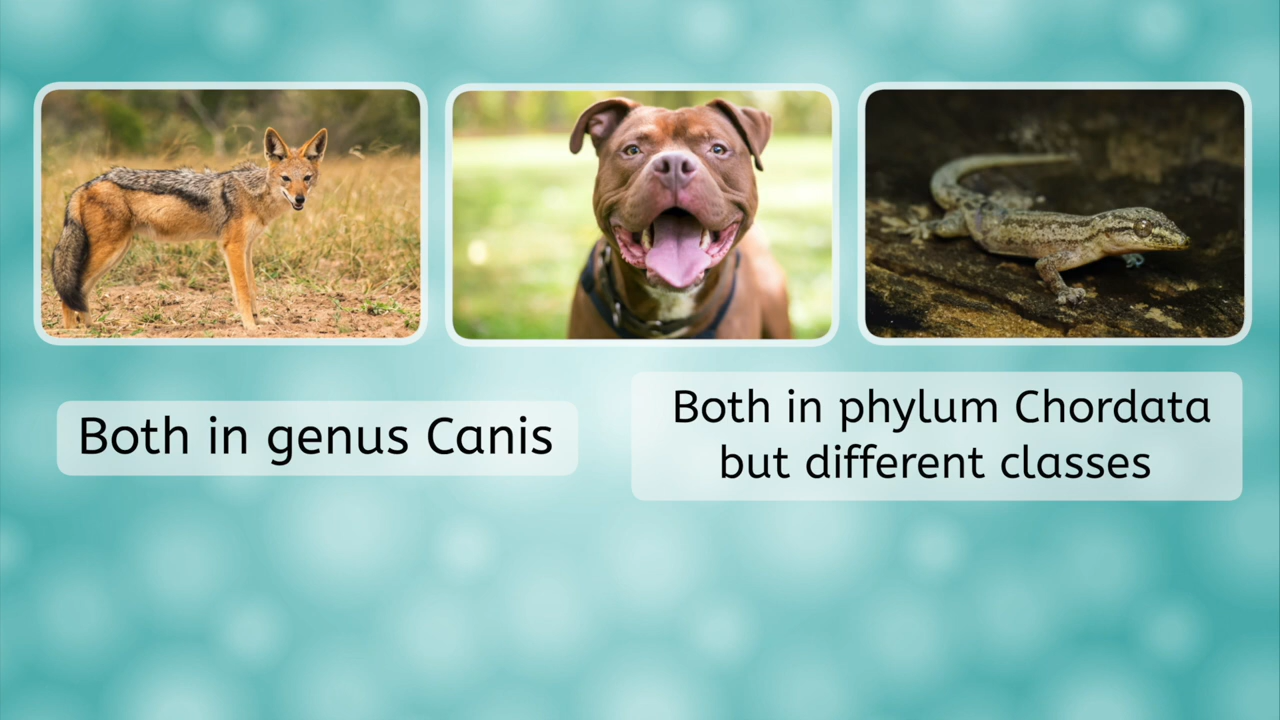 Both in genus Canis
Both in phylum Chordata
but different classes